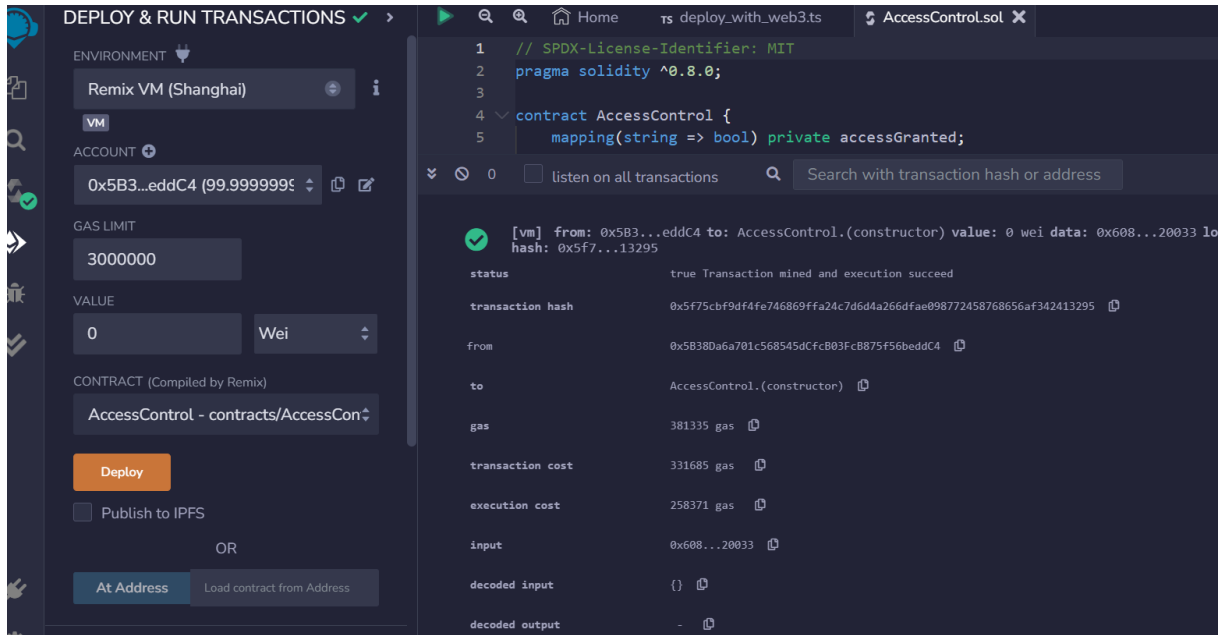 DEPLOY & RUN TRANSACTIONS
ENVIRONMENT
Remix VM (Shanghai)
VM
ACCOUNT
0x5B3...eddC4 (99.9999999
GAS LIMIT
3000000
VALUE
0 Wei
CONTRACT (Compiled by Remix)
AccessControl - contracts/AccessCon
Deploy
Publish to IPFS
OR
At Address Load contract from Address
Home TS deploy_with_web3.ts AccessControl.sol
1 // SPDX-License-Identifier: MIT
2 pragma solidity ^0.8.0;
3
4 contract AccessControl {
5 mapping(string => bool) private accessGranted;
0 listen on all transactions Search with transaction hash or address
[vm] from: 0x5B3...eddC4 to: AccessControl.(constructor) value: 0 wei data: 0x608...20033 lo
hash: 0x5f7...13295
status true Transaction mined and execution succeed
transaction hash 0x5f75cbf9df4fe746869ffa24c7d6d4a266dfae098772458768656af342413295
from 0x5B38Da6a701c568545dCfcB03FcB875f56beddC4
to AccessControl.(constructor)
gas 381335 gas
transaction cost 331685 gas
execution cost 258371 gas
input 0x608...20033
decoded input {}
decoded output -